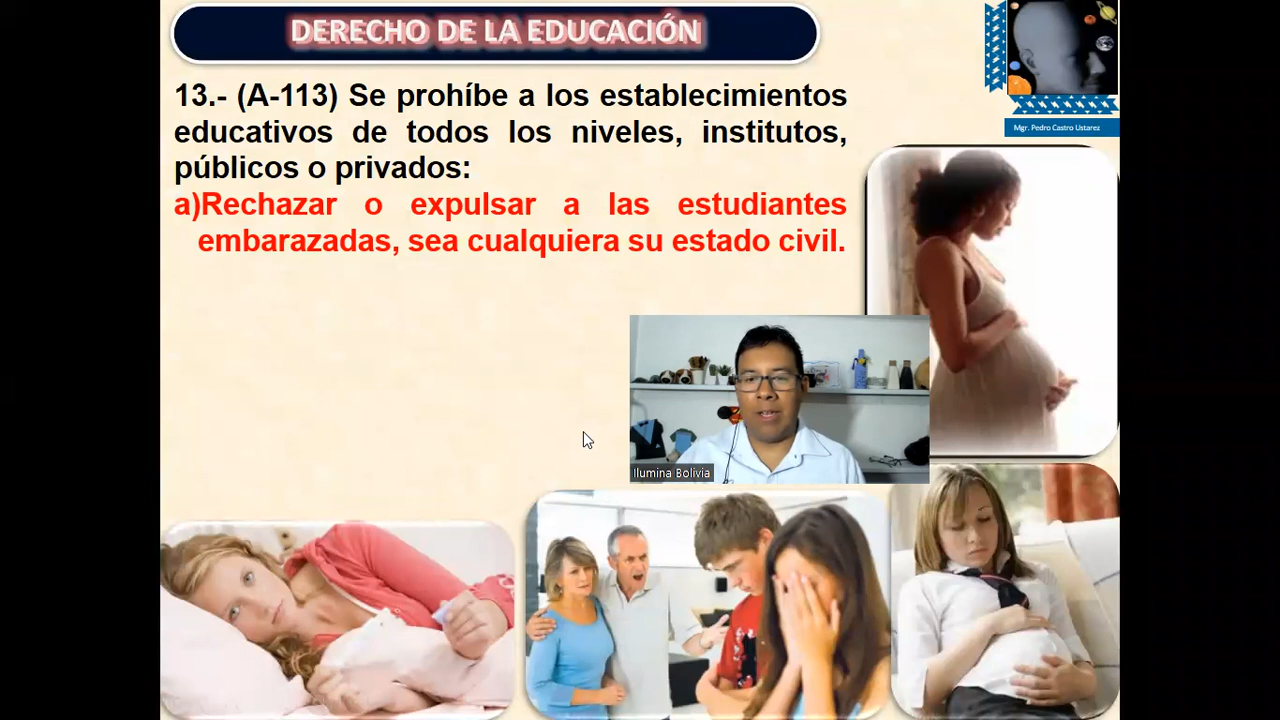 DERECHO DE LA EDUCACIÓN
13.- (A-113) Se prohíbe a los establecimientos
educativos de todos los niveles, institutos,
públicos o privados:
a)Rechazar o expulsar a las estudiantes
embarazadas, sea cualquiera su estado civil.
Mgr. Pedro Castro Ustarez
Ilumina Bolivia